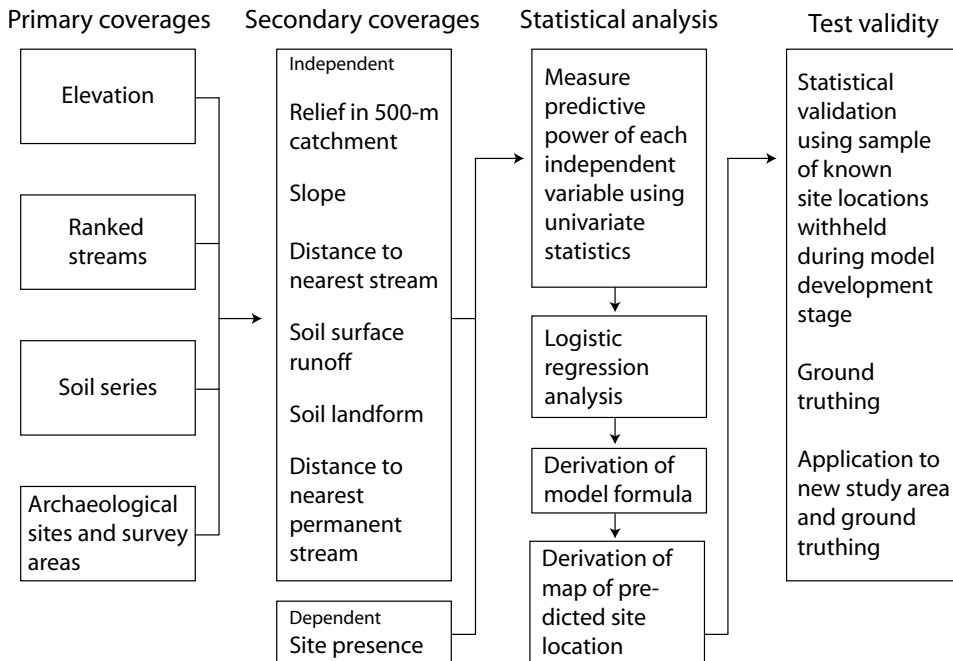 Primary coverages
Elevation
Ranked
streams
Soil series
Archaeological
sites and survey
areas
Secondary coverages
Independent
Relief in 500-m
catchment
Slope
Distance to
nearest stream
Soil surface
runoff
Soil landform
Distance to
nearest
permanent
stream
Dependent
Site presence
Statistical analysis
Measure
predictive
power of each
independent
variable using
univariate
statistics
Logistic
regression
analysis
Derivation of
model formula
Derivation of
map of pre-
dicted site
location
Test validity
Statistical
validation
using sample
of known
site locations
withheld
during model
development
stage
Ground
truthing
Application to
new study area
and ground
truthing